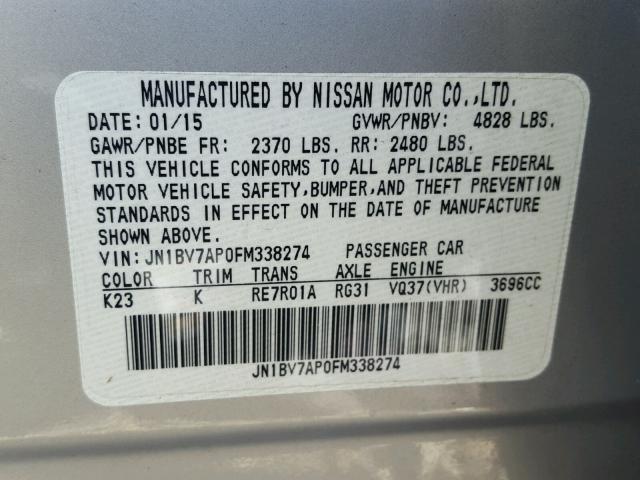 MANUFACTURED BY NISSAN MOTOR CO.,LTD.
DATE: 01/15 GVWR/PNBV: 4828 LBS.
GAWR/PNBE FR: 2370 LBS. RR: 2480 LBS.
THIS VEHICLE CONFORMS TO ALL APPLICABLE FEDERAL
MOTOR VEHICLE SAFETY,BUMPER,AND THEFT PREVENTION
STANDARDS IN EFFECT ON THE DATE OF MANUFACTURE
SHOWN ABOVE.
VIN:JN1BV7AP0FM338274 PASSENGER CAR
COLOR TRIM TRANS AXLE ENGINE
K23 K RE7R01A RG31 VQ37(VHR) 3696CC
JN1BV7AP0FM338274